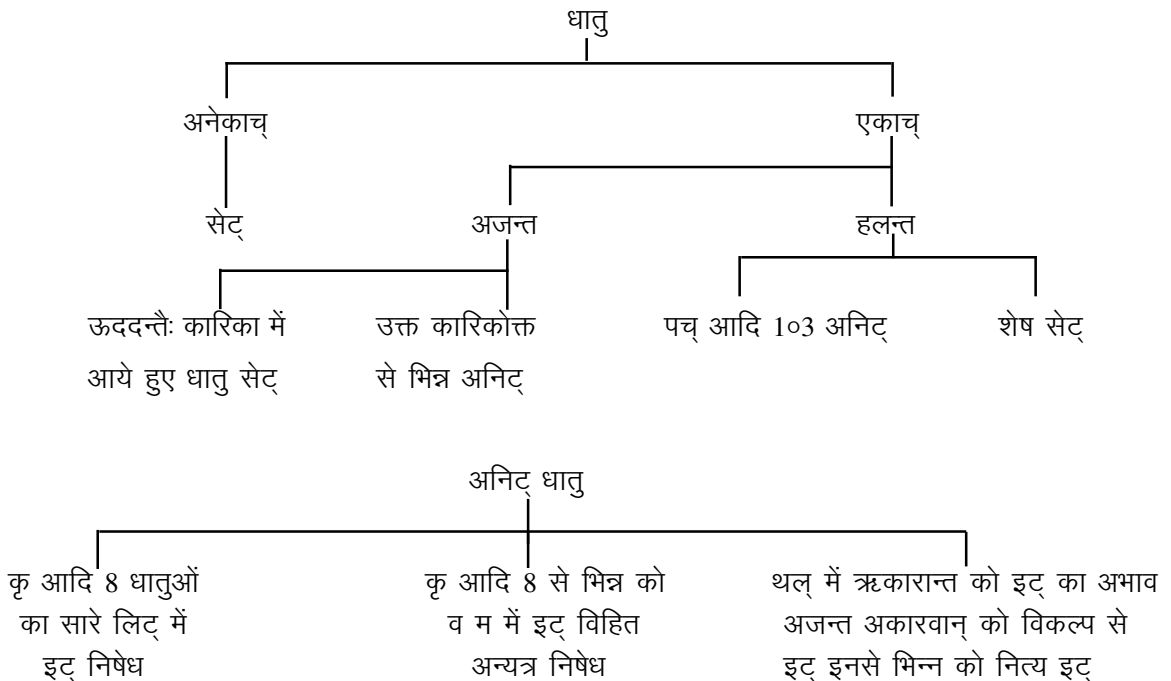 धातु
अनेकाच्
एकाच्
सेट्
अजन्त
हलन्त
ऊददन्तैः कारिका में
आये हुए धातु सेट्
उक्त कारिकोक्त
से भिन्न अनिट्
पच् आदि 1०3 अनिट्
शेष सेट्
अनिट् धातु
कृ आदि 8 धातुओं
का सारे लिट् में
इट् निषेध
कृ आदि 8 से भिन्न को
व म में इट् विहित
अन्यत्र निषेध
थल् में ऋकारान्त को इट् का अभाव
अजन्त अकारवान् को विकल्प से
इट् इनसे भिन्न को नित्य इट्